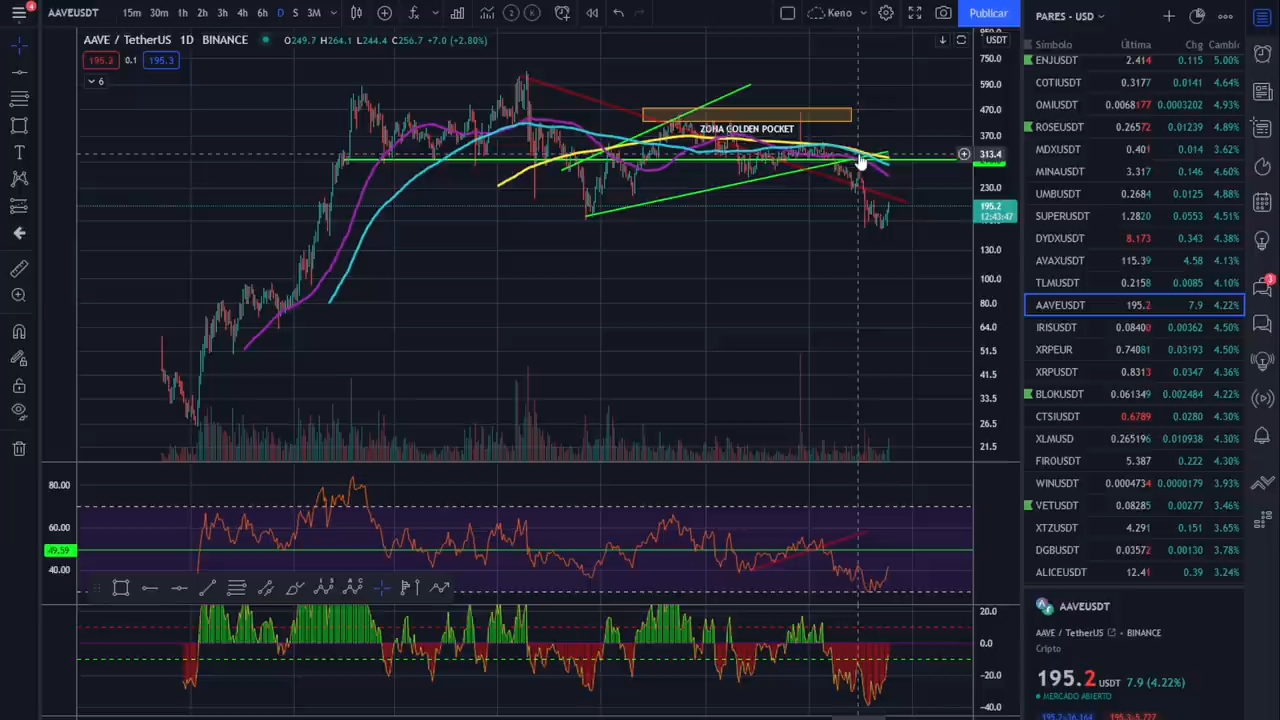 4
AAVEUSDT 15m 30m 1h 2h 3h 4h 6h D S 3M 2 K Keno Publicar
AAVE / TetherUS 1D BINANCE O249.7 H264.1 L244.4 C256.7 +7.0 (+2.80%)
195.2 0.1 195.3
6
USDT
750.0
590.0
470.0
370.0
313.4
230.0
195.2
12:43:47
130.0
100.0
80.0
64.0
51.5
41.5
33.5
26.5
21.5
ZONA GOLDEN POCKET
80.00
60.00
49.59
40.00
20.0
0.0
-20.0
-40.0
PARES - USD
Símbolo Última Chg Cambio
ENJUSDT 2.414 0.115 5.00%
COTIUSDT 0.3177 0.0141 4.64%
OMIUSDT 0.0068177 0.0003202 4.93%
ROSEUSDT 0.26572 0.01239 4.89%
MDXUSDT 0.401 0.014 3.62%
MINAUSDT 3.317 0.146 4.60%
UMBUSDT 0.2684 0.0125 4.88%
SUPERUSDT 1.2820 0.0553 4.51%
DYDXUSDT 8.173 0.343 4.38%
AVAXUSDT 115.39 4.58 4.13%
TLMUSDT 0.2158 0.0085 4.10%
AAVEUSDT 195.2 7.9 4.22%
IRISUSDT 0.08400 0.00362 4.50%
XRPEUR 0.74081 0.03193 4.50%
XRPUSDT 0.8313 0.0347 4.36%
BLOKUSDT 0.061349 0.002484 4.22%
CTSIUSDT 0.6789 0.0280 4.30%
XLMUSD 0.265196 0.010938 4.30%
FIROUSDT 5.387 0.222 4.30%
WINUSDT 0.0004734 0.0000179 3.93%
VETUSDT 0.08285 0.00277 3.46%
XTZUSDT 4.291 0.151 3.65%
DGBUSDT 0.03572 0.00130 3.78%
ALICEUSDT 12.41 0.39 3.24%
3
AAVEUSDT
AAVE / TetherUS • BINANCE
Cripto
195.2 USDT 7.9 (4.22%)
MERCADO ABIERTO